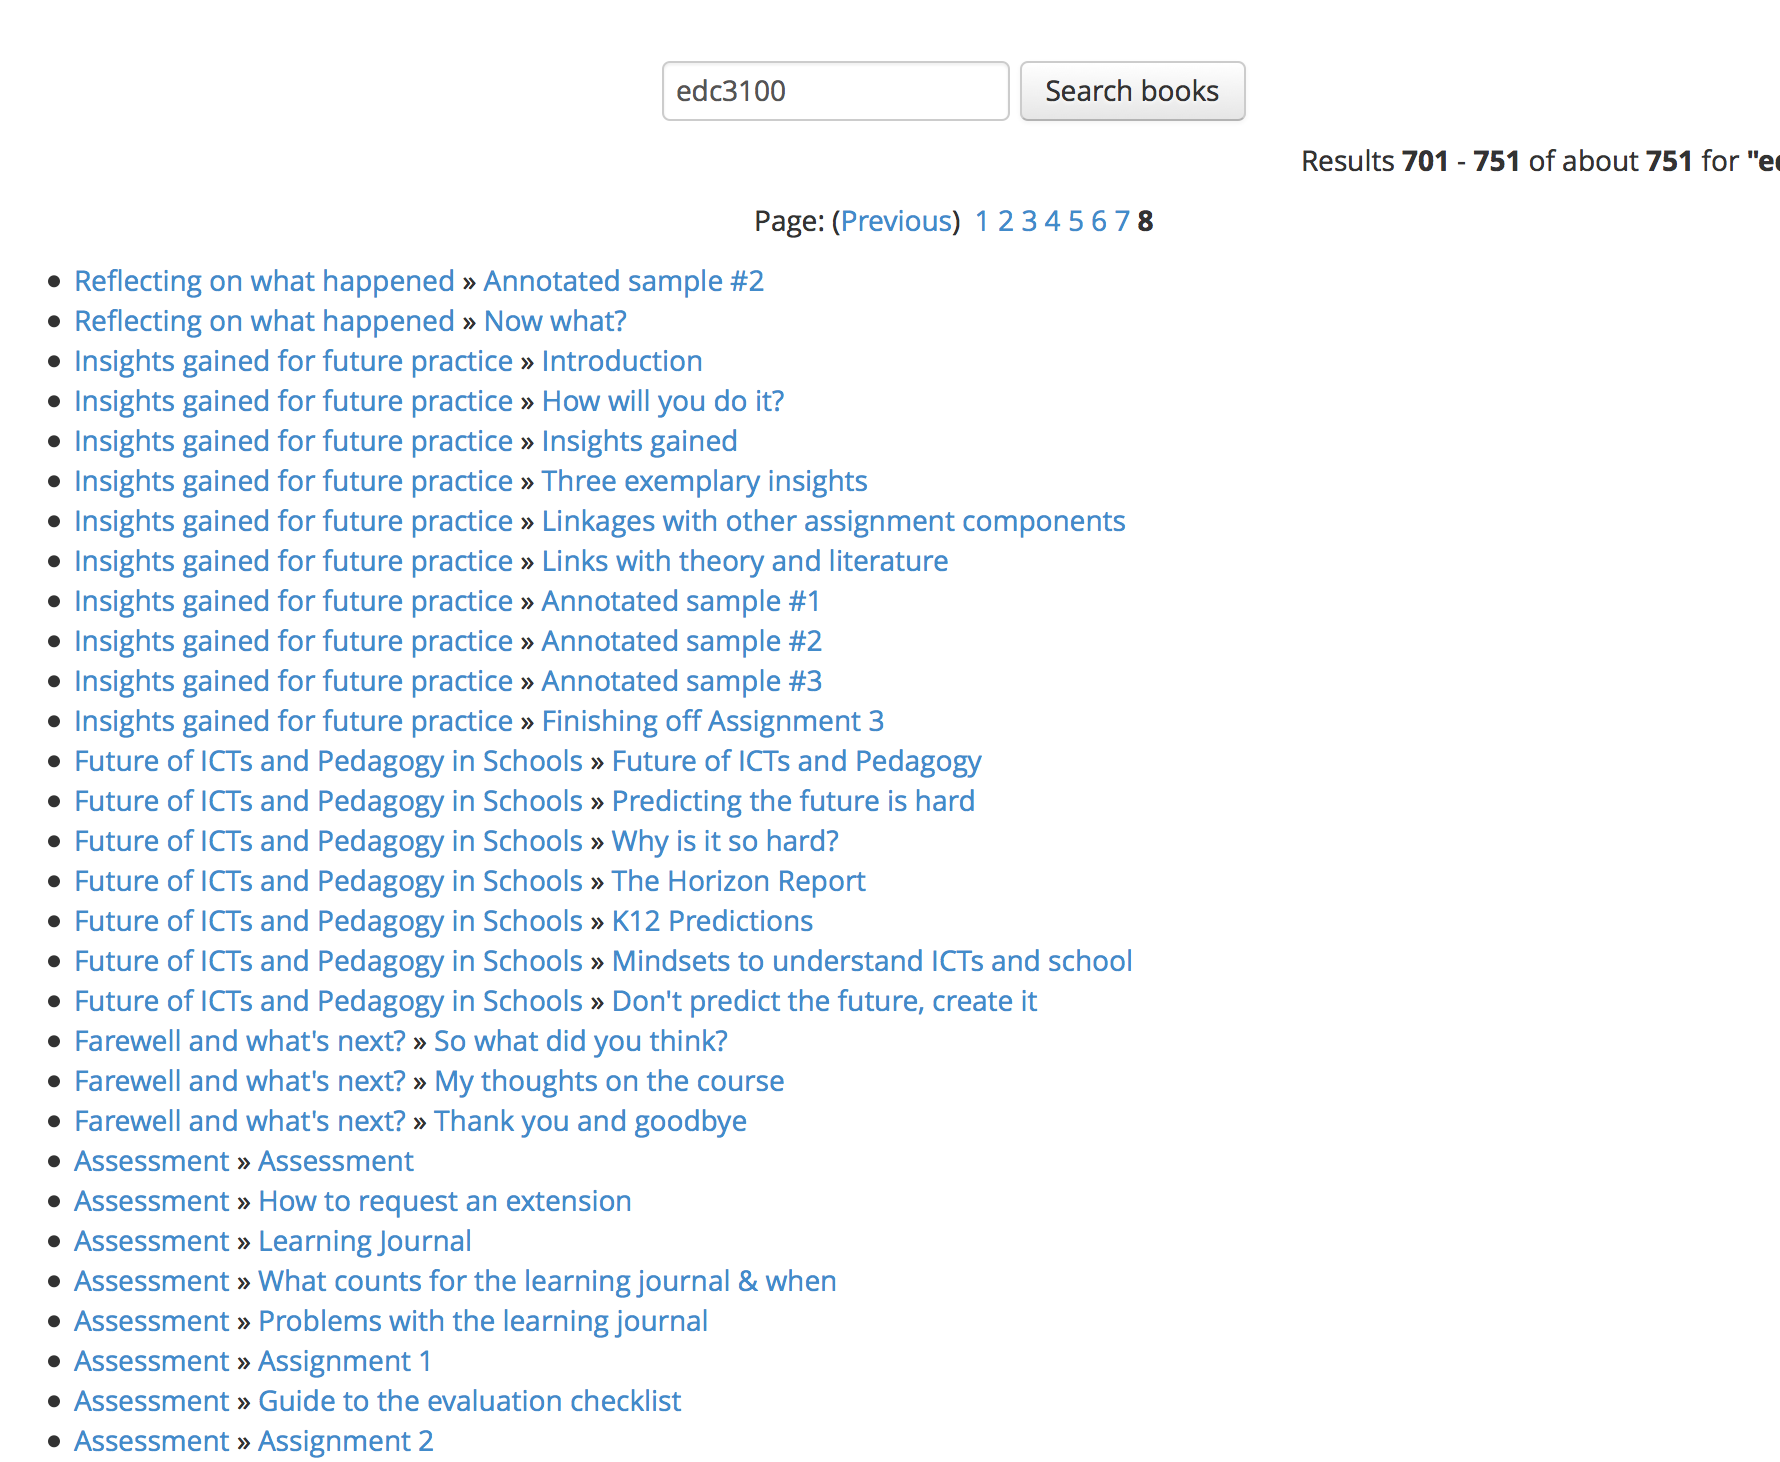 edc3100 Search books
Results 701 - 751 of about 751 for
Page: (Previous) 1 2 3 4 5 6 7 8
Reflecting on what happened » Annotated sample #2
Reflecting on what happened » Now what?
Insights gained for future practice » Introduction
Insights gained for future practice » How will you do it?
Insights gained for future practice » Insights gained
Insights gained for future practice » Three exemplary insights
Insights gained for future practice » Linkages with other assignment components
Insights gained for future practice » Links with theory and literature
Insights gained for future practice » Annotated sample #1
Insights gained for future practice » Annotated sample #2
Insights gained for future practice » Annotated sample #3
Insights gained for future practice » Finishing off Assignment 3
Future of ICTs and Pedagogy in Schools » Future of ICTs and Pedagogy
Future of ICTs and Pedagogy in Schools » Predicting the future is hard
Future of ICTs and Pedagogy in Schools » Why is it so hard?
Future of ICTs and Pedagogy in Schools » The Horizon Report
Future of ICTs and Pedagogy in Schools » K12 Predictions
Future of ICTs and Pedagogy in Schools » Mindsets to understand ICTs and school
Future of ICTs and Pedagogy in Schools » Don't predict the future, create it
Farewell and what's next? » So what did you think?
Farewell and what's next? » My thoughts on the course
Farewell and what's next? » Thank you and goodbye
Assessment » Assessment
Assessment » How to request an extension
Assessment » Learning Journal
Assessment » What counts for the learning journal & when
Assessment » Problems with the learning journal
Assessment » Assignment 1
Assessment » Guide to the evaluation checklist
Assessment » Assignment 2